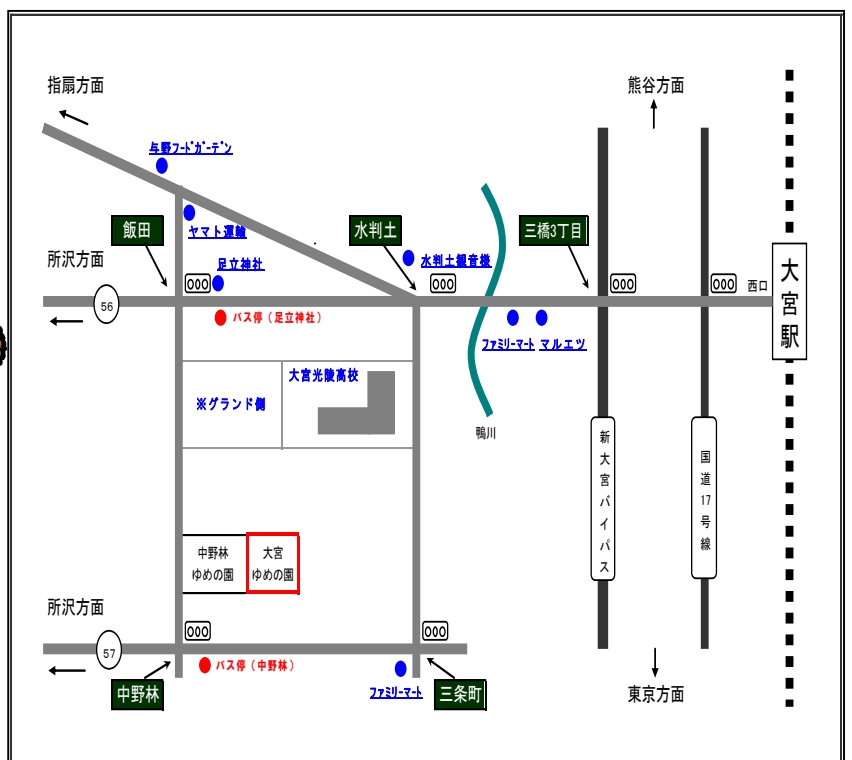 指扇方面
熊谷方面
与野フードガーデン
飯田
ヤマト運輸
水判土
三橋3丁目
所沢方面
足立神社
水判土観音様
西口
大宮駅
56
バス停（足立神社）
ファミリーマート
マルエツ
大宮光陵高校
※グランド側
鴨川
新大宮バイパス
国道17号線
中野林
ゆめの園
大宮
ゆめの園
所沢方面
57
バス停（中野林）
中野林
ファミリーマート
三条町
東京方面